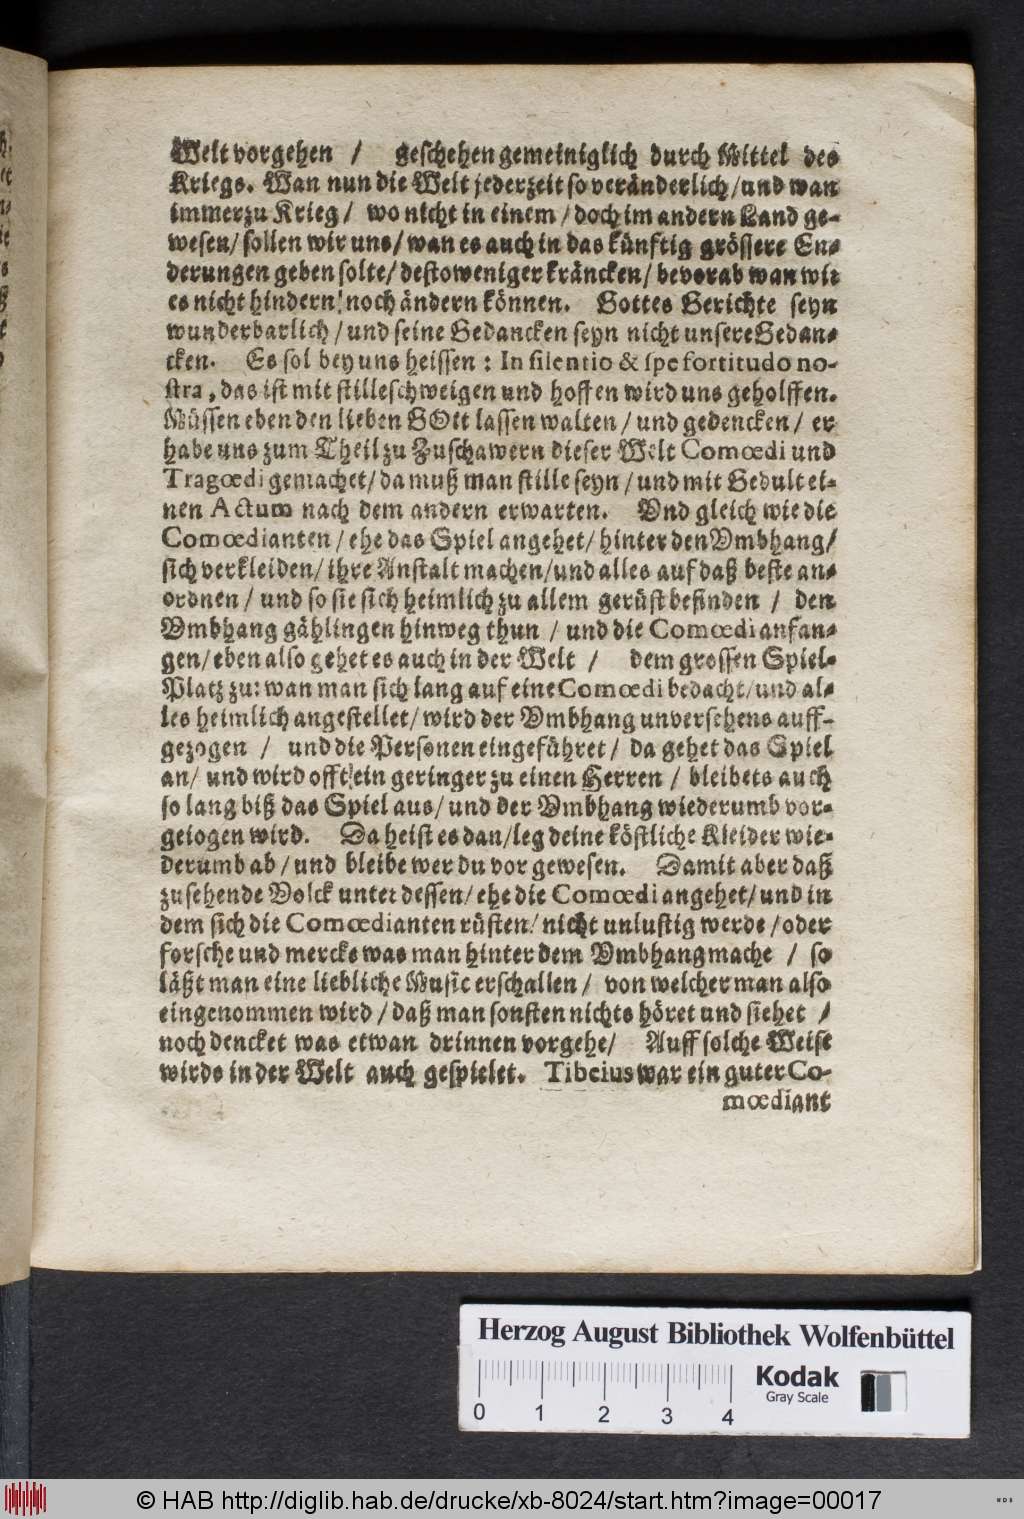 Welt vorgehen / geschehen gemeiniglich durch Mittel des
Kriegs. Wan nun die Welt jederzeit so veränderlich / und wan
immerzu Krieg / wo nicht in einem / doch im andern Land ge-
wesen / sollen wir uns / wan es auch in das künftig grössere En-
derungen geben solte / destoweniger kräncken / bevorab wan wir
es nicht hindern / noch ändern können. Gottes Gerichte seyn
wunderbarlich / und seine Gedancken seyn nicht unsere Gedan-
cken. Es sol bey uns heissen: In silentio & spe fortitudo no-
stra, das ist mit stilleschweigen und hoffen wird uns geholffen.
Müssen eben den lieben GOtt lassen walten / und gedencken / er
habe uns zum Theil zu Zuschawern dieser Welt Comœdi und
Tragœdi gemachet / da muß man stille seyn / und mit Gedult ei-
nen Actum nach dem andern erwarten. Vnd gleich wie die
Comœdianten / ehe das Spiel angehet / hinter den Vmbhang /
sich verkleiden / ihre Anstalt machen / und alles auf daß beste an-
ordnen / und so sie sich heimlich zu allem gerüst befinden / den
Vmbhang gählingen hinweg thun / und die Comœdi anfan-
gen / eben also gehet es auch in der Welt / dem grossen Spiel-
Platz zu: wan man sich lang auf eine Comœdi bedacht / und al-
les heimlich angestellet / wird der Vmbhang unversehens auff-
gezogen / und die Personen eingeführet / da gehet das Spiel
an / und wird offt ein geringer zu einen Herren / bleibets auch
so lang biß das Spiel aus / und der Vmbhang wiederumb vor-
gezogen wird. Da heist es dan / leg deine köstliche Kleider wie-
derumb ab / und bleibe wer du vor gewesen. Damit aber daß
zusehende Volck unter dessen / ehe die Comœdi angehet / und in
dem sich die Comœdianten rüsten / nicht unlustig werde / oder
forsche und mercke was man hinter dem Vmbhang mache / so
läßt man eine liebliche Music erschallen / von welcher man also
eingenommen wird / daß man sonsten nichts höret und siehet /
noch dencket was etwan drinnen vorgehe / Auff solche Weise
wirds in der Welt auch gespielet. Tiberius war ein guter Co-
mœdiant
Herzog August Bibliothek Wolfenbüttel
0 1 2 3 4
Kodak
Gray Scale
© HAB http://diglib.hab.de/drucke/xb-8024/start.htm?image=00017